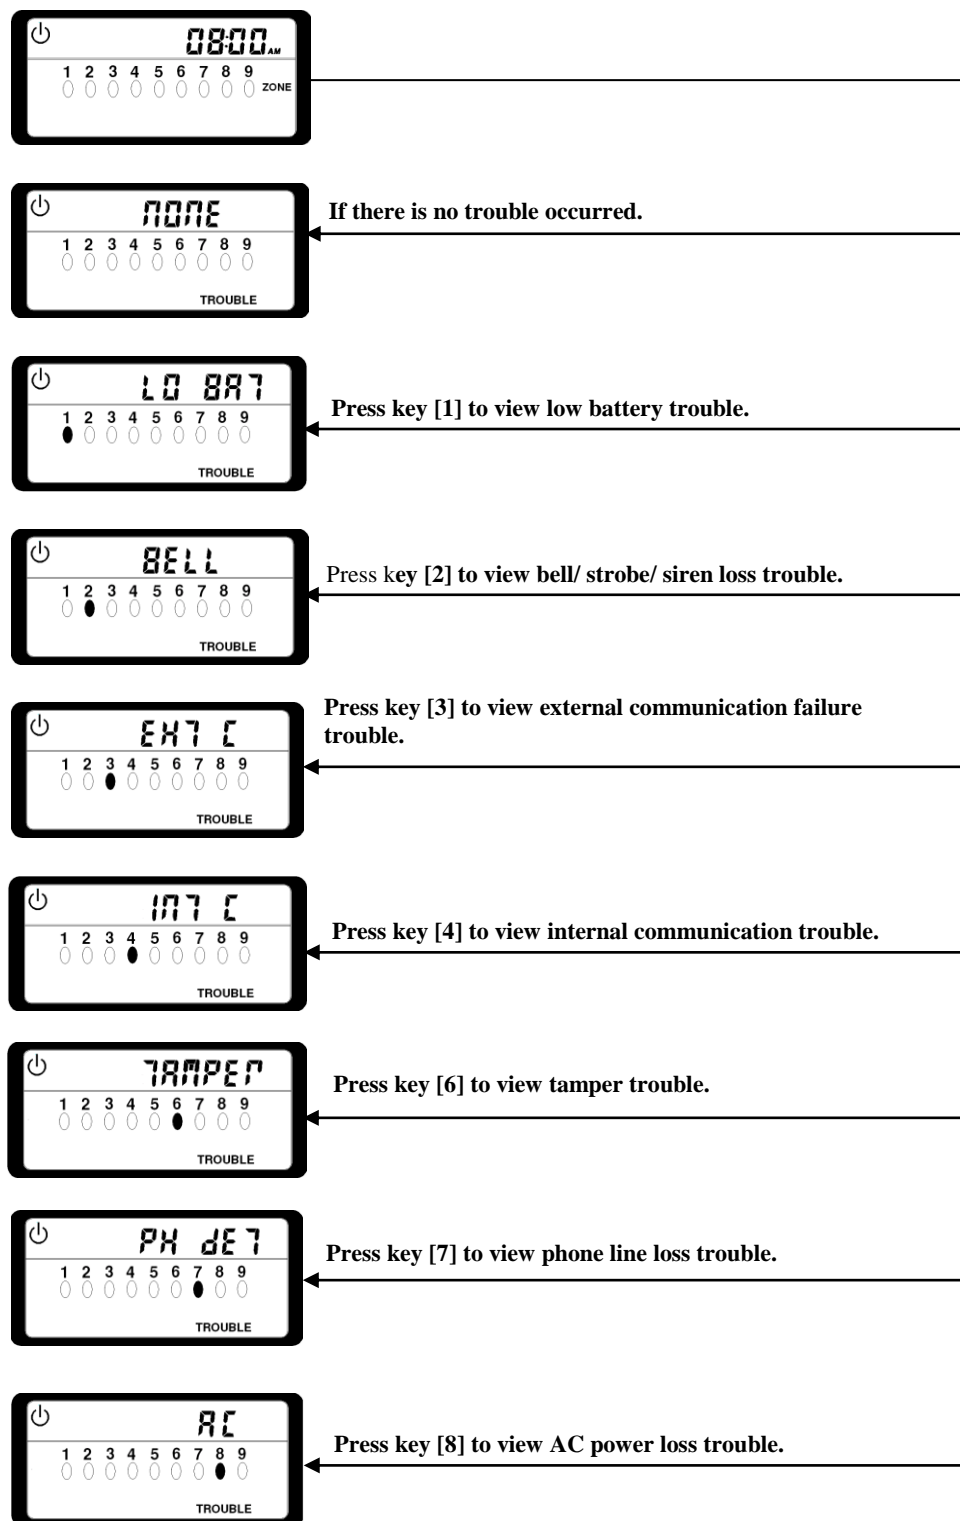 08:00 AM
1 2 3 4 5 6 7 8 9
ZONE
NONE
If there is no trouble occurred.
1 2 3 4 5 6 7 8 9
TROUBLE
LO BAT
Press key [1] to view low battery trouble.
1 2 3 4 5 6 7 8 9
TROUBLE
BELL
Press key [2] to view bell/ strobe/ siren loss trouble.
1 2 3 4 5 6 7 8 9
TROUBLE
Press key [3] to view external communication failure
trouble.
EXT C
1 2 3 4 5 6 7 8 9
TROUBLE
INT C
Press key [4] to view internal communication trouble.
1 2 3 4 5 6 7 8 9
TROUBLE
TAMPER
Press key [6] to view tamper trouble.
1 2 3 4 5 6 7 8 9
TROUBLE
PH dET
Press key [7] to view phone line loss trouble.
1 2 3 4 5 6 7 8 9
TROUBLE
AC
Press key [8] to view AC power loss trouble.
1 2 3 4 5 6 7 8 9
TROUBLE